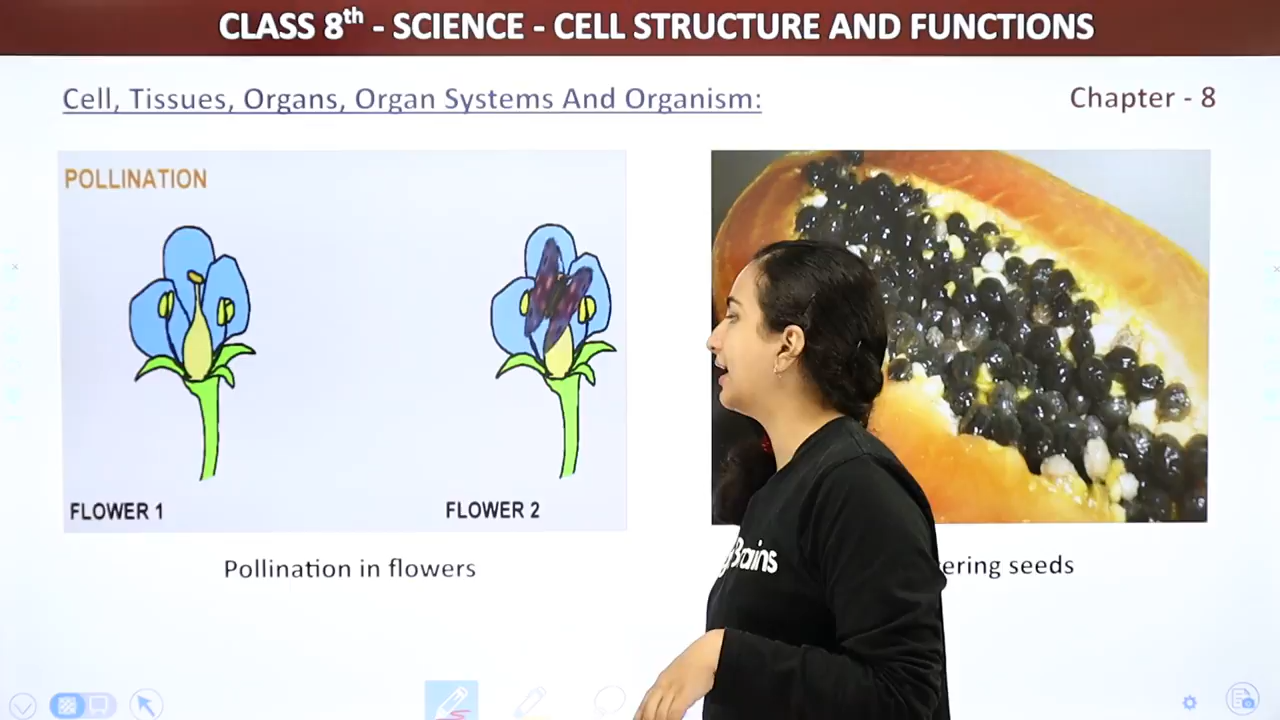 CLASS 8th - SCIENCE - CELL STRUCTURE AND FUNCTIONS
Cell, Tissues, Organs, Organ Systems And Organism:
Chapter - 8
POLLINATION
FLOWER 1
FLOWER 2
Pollination in flowers
seeds
Brains